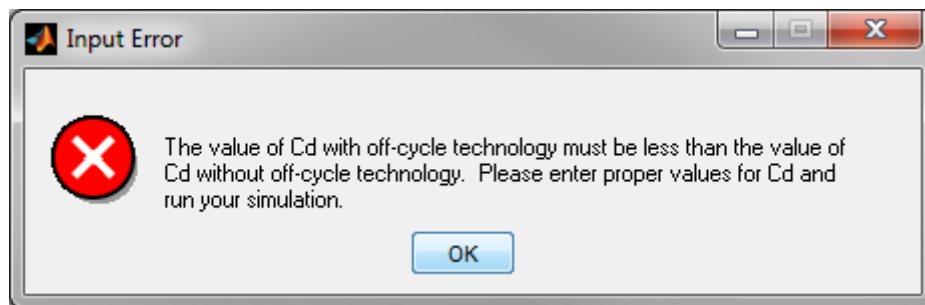 Input Error
The value of Cd with off-cycle technology must be less than the value of
Cd without off-cycle technology.  Please enter proper values for Cd and
run your simulation.
OK